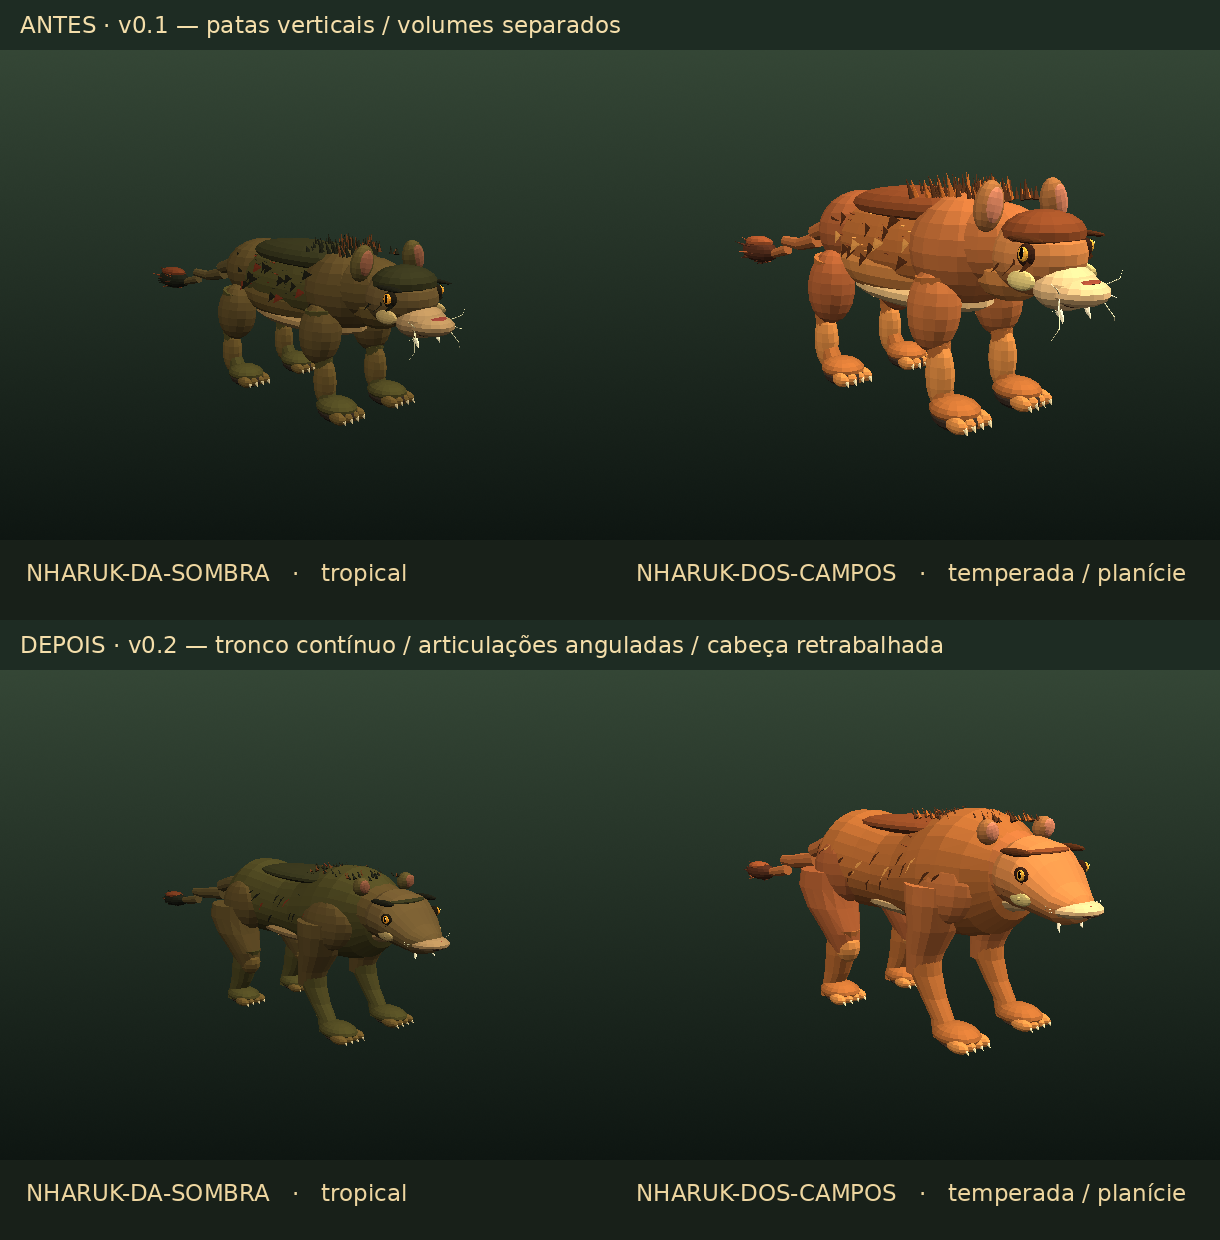 ANTES · v0.1 — patas verticais / volumes separados
NHARUK-DA-SOMBRA · tropical
NHARUK-DOS-CAMPOS · temperada / planície
DEPOIS · v0.2 — tronco contínuo / articulações anguladas / cabeça retrabalhada
NHARUK-DA-SOMBRA · tropical
NHARUK-DOS-CAMPOS · temperada / planície